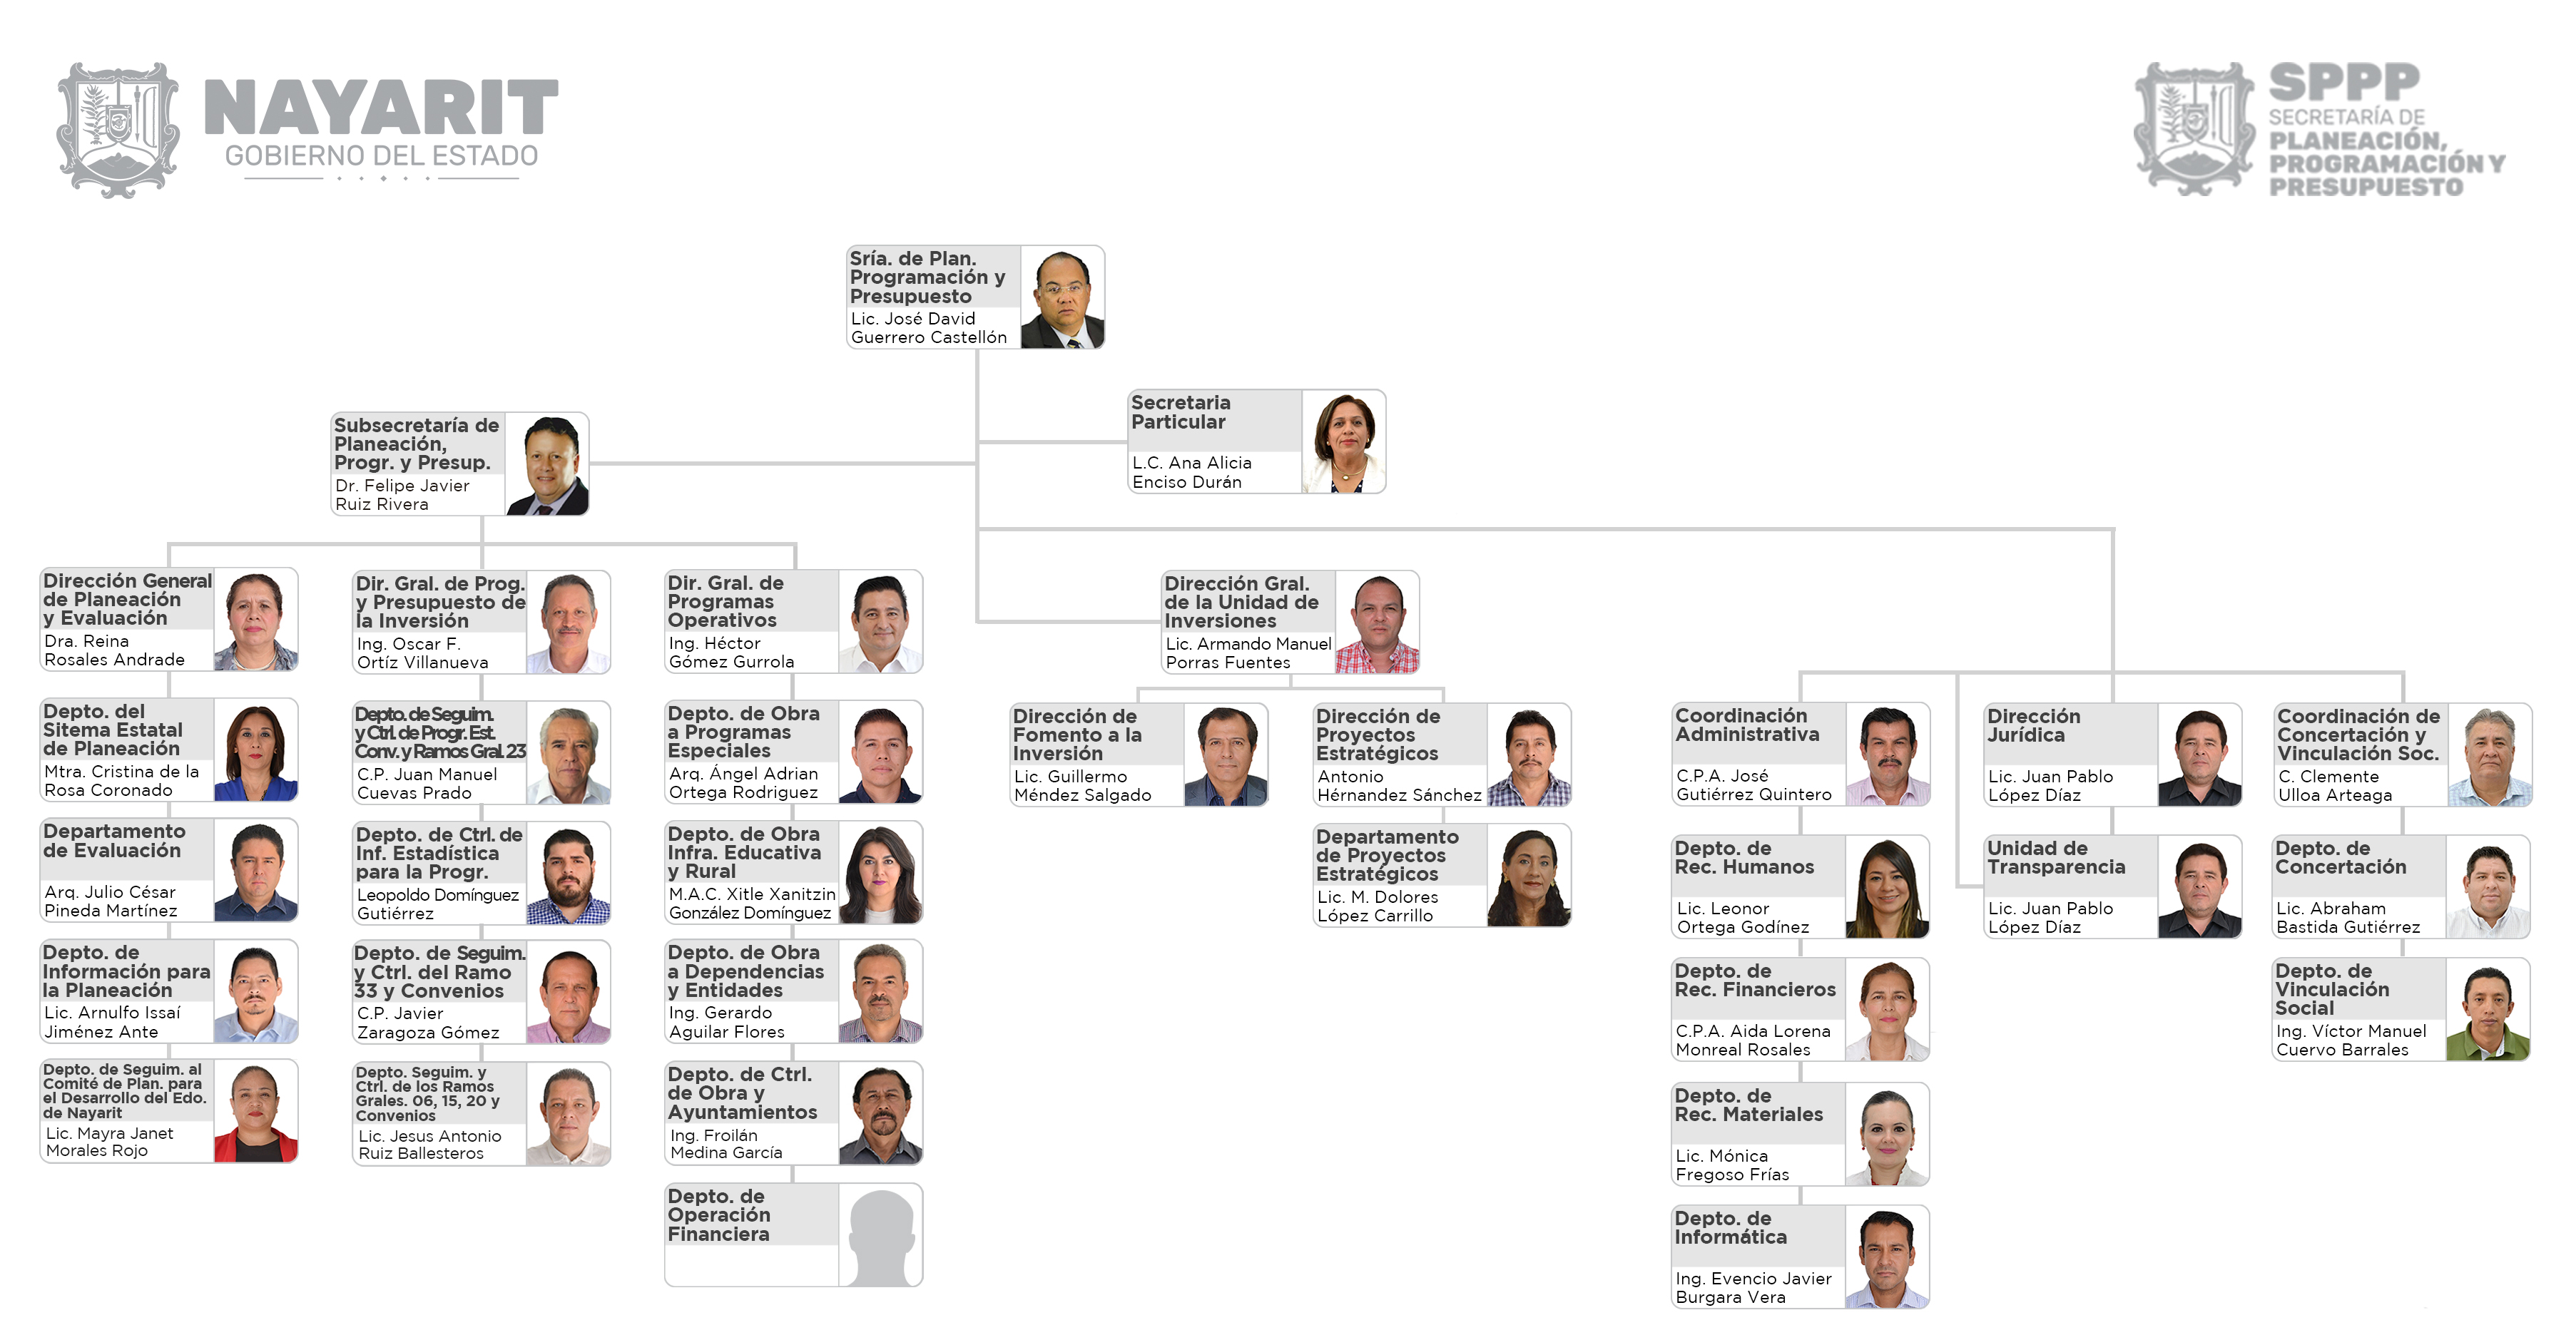 NAYARIT
GOBIERNO DEL ESTADO
SPPP
SECRETARÍA DE
PLANEACIÓN,
PROGRAMACIÓN Y
PRESUPUESTO
Sría. de Plan.
Programación y
Presupuesto
Lic. José David
Guerrero Castellón
Secretaria
Particular
L.C. Ana Alicia
Enciso Durán
Subsecretaría de
Planeación,
Progr. y Presup.
Dr. Felipe Javier
Ruiz Rivera
Dirección General
de Planeación
y Evaluación
Dra. Reina
Rosales Andrade
Depto. del
Sitema Estatal
de Planeación
Mtra. Cristina de la
Rosa Coronado
Departamento
de Evaluación
Arq. Julio César
Pineda Martínez
Depto. de
Información para
la Planeación
Lic. Arnulfo Issaí
Jiménez Ante
Depto. de Seguim. al
Comité de Plan. para
el Desarrollo del Edo.
de Nayarit
Lic. Mayra Janet
Morales Rojo
Dir. Gral. de Prog.
y Presupuesto de
la Inversión
Ing. Oscar F.
Ortíz Villanueva
Depto. de Seguim.
y Ctrl. de Progr. Est.
Conv. y Ramos Gral. 23
C.P. Juan Manuel
Cuevas Prado
Depto. de Ctrl. de
Inf. Estadística
para la Progr.
Leopoldo Domínguez
Gutiérrez
Depto. de Seguim.
y Ctrl. del Ramo
33 y Convenios
C.P. Javier
Zaragoza Gómez
Depto. Seguim. y
Ctrl. de los Ramos
Grales. 06, 15, 20 y
Convenios
Lic. Jesus Antonio
Ruiz Ballesteros
Dir. Gral. de
Programas
Operativos
Ing. Héctor
Gómez Gurrola
Depto. de Obra
a Programas
Especiales
Arq. Ángel Adrian
Ortega Rodriguez
Depto. de Obra
Infra. Educativa
y Rural
M.A.C. Xitle Xanitzin
González Domínguez
Depto. de Obra
a Dependencias
y Entidades
Ing. Gerardo
Aguilar Flores
Depto. de Ctrl.
de Obra y
Ayuntamientos
Ing. Froilán
Medina García
Depto. de
Operación
Financiera
Dirección Gral.
de la Unidad de
Inversiones
Lic. Armando Manuel
Porras Fuentes
Dirección de
Fomento a la
Inversión
Lic. Guillermo
Méndez Salgado
Dirección de
Proyectos
Estratégicos
Antonio
Hérnandez Sánchez
Departamento
de Proyectos
Estratégicos
Lic. M. Dolores
López Carrillo
Coordinación
Administrativa
C.P.A. José
Gutiérrez Quintero
Depto. de
Rec. Humanos
Lic. Leonor
Ortega Godínez
Depto. de
Rec. Financieros
C.P.A. Aida Lorena
Monreal Rosales
Depto. de
Rec. Materiales
Lic. Mónica
Fregoso Frías
Depto. de
Informática
Ing. Evencio Javier
Burgara Vera
Dirección
Jurídica
Lic. Juan Pablo
López Díaz
Unidad de
Transparencia
Lic. Juan Pablo
López Díaz
Coordinación de
Concertación y
Vinculación Soc.
C. Clemente
Ulloa Arteaga
Depto. de
Concertación
Lic. Abraham
Bastida Gutiérrez
Depto. de
Vinculación
Social
Ing. Víctor Manuel
Cuervo Barrales